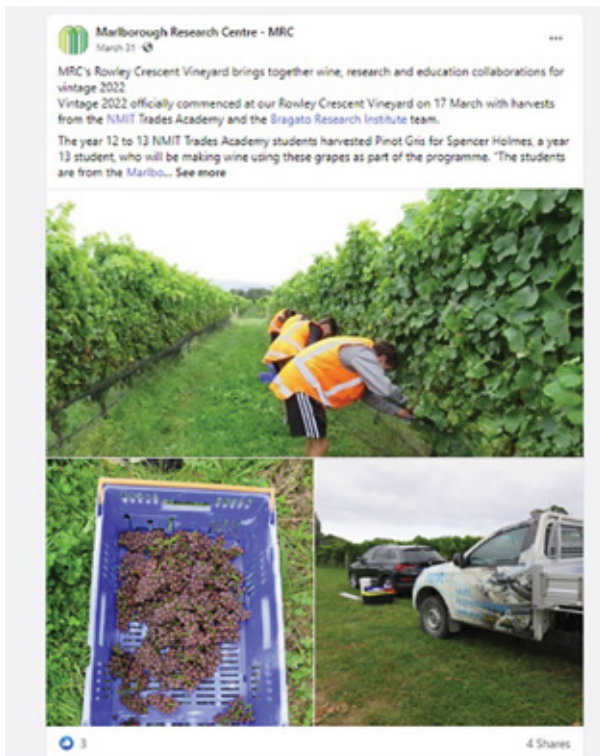 Marlborough Research Centre - MRC
March 31
MRC's Rowley Crescent Vineyard brings together wine, research and education collaborations for
vintage 2022
Vintage 2022 officially commenced at our Rowley Crescent Vineyard on 17 March with harvests
from the NMIT Trades Academy and the Bragato Research Institute team.
The year 12 to 13 NMIT Trades Academy students harvested Pinot Gris for Spencer Holmes, a year
13 student, who will be making wine using these grapes as part of the programme. "The students
are from the Marlbo... See more
3
4 Shares